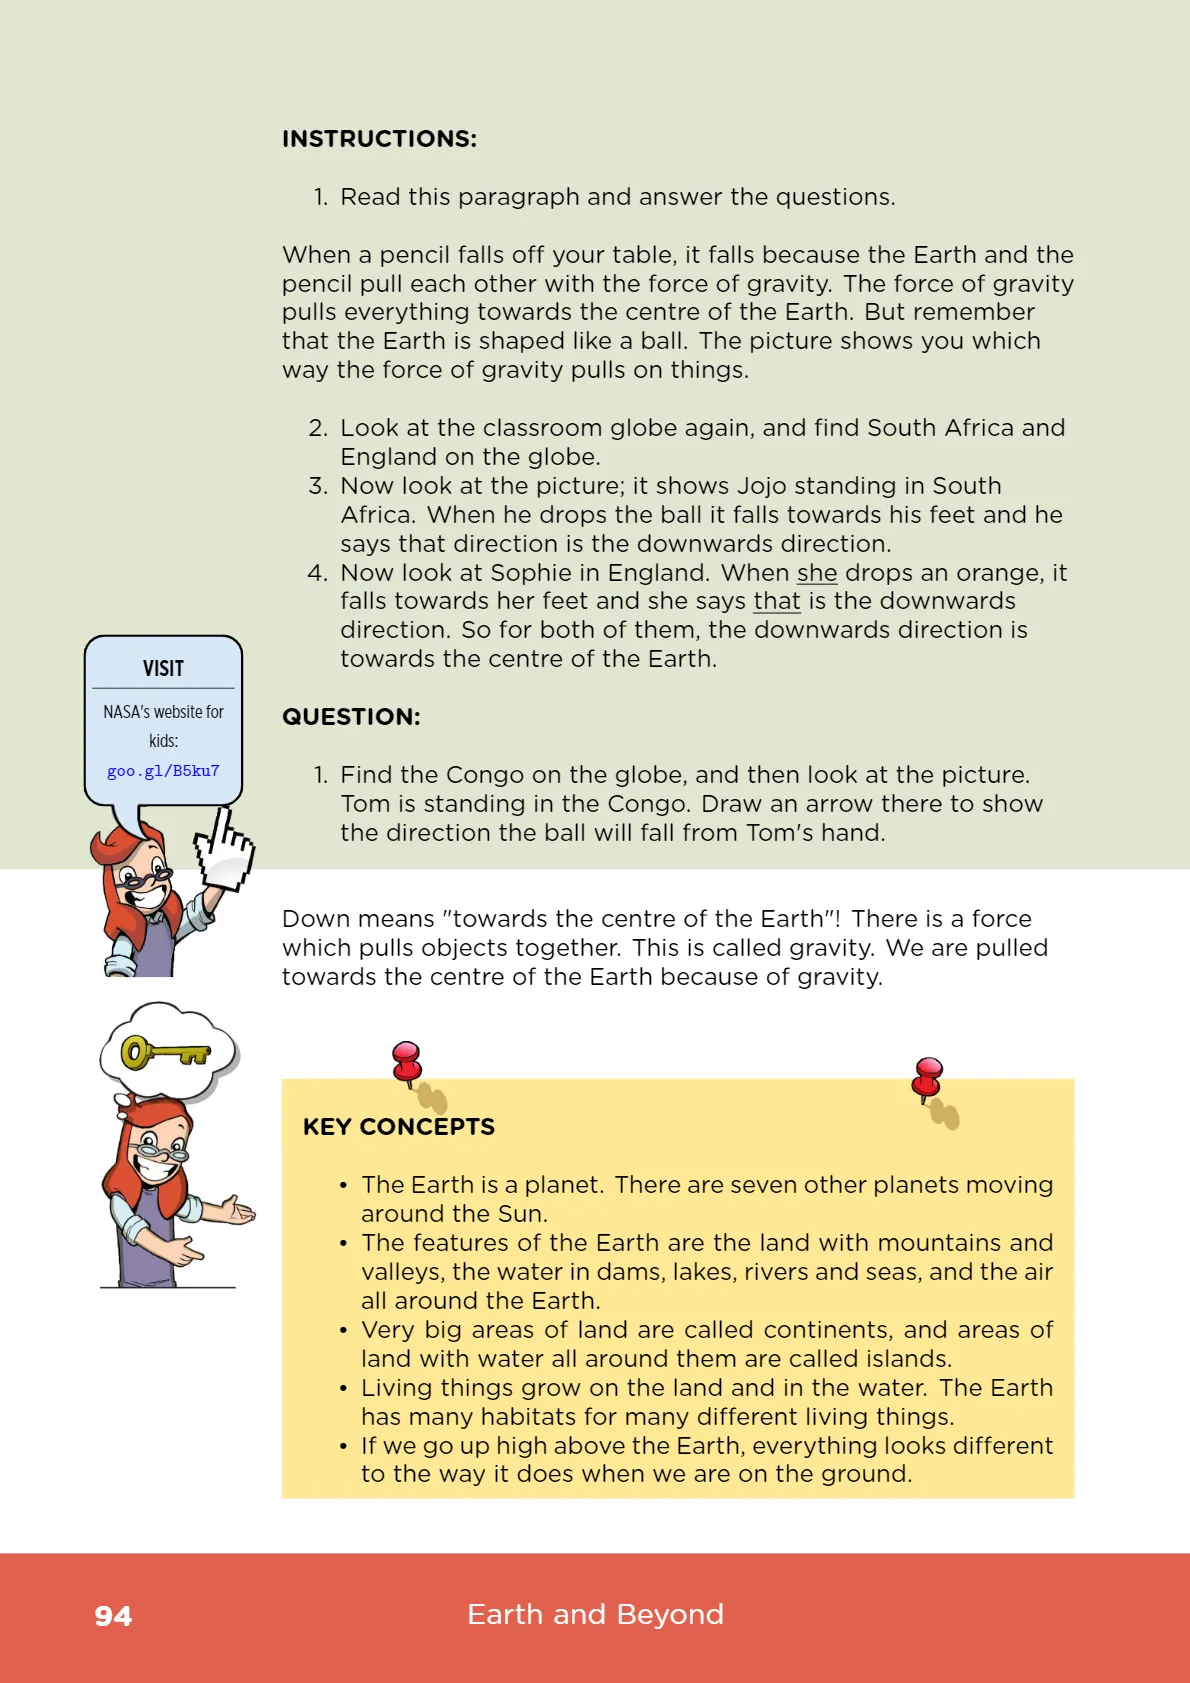 INSTRUCTIONS:
1. Read this paragraph and answer the questions.
When a pencil falls off your table, it falls because the Earth and the
pencil pull each other with the force of gravity. The force of gravity
pulls everything towards the centre of the Earth. But remember
that the Earth is shaped like a ball. The picture shows you which
way the force of gravity pulls on things.
2. Look at the classroom globe again, and find South Africa and
England on the globe.
3. Now look at the picture; it shows Jojo standing in South
Africa. When he drops the ball it falls towards his feet and he
says that direction is the downwards direction.
4. Now look at Sophie in England. When she drops an orange, it
falls towards her feet and she says that is the downwards
direction. So for both of them, the downwards direction is
towards the centre of the Earth.
VISIT
NASA's website for
kids:
goo.gl/B5ku7
QUESTION:
1. Find the Congo on the globe, and then look at the picture.
Tom is standing in the Congo. Draw an arrow there to show
the direction the ball will fall from Tom's hand.
Down means "towards the centre of the Earth"! There is a force
which pulls objects together. This is called gravity. We are pulled
towards the centre of the Earth because of gravity.
KEY CONCEPTS
• The Earth is a planet. There are seven other planets moving
around the Sun.
• The features of the Earth are the land with mountains and
valleys, the water in dams, lakes, rivers and seas, and the air
all around the Earth.
• Very big areas of land are called continents, and areas of
land with water all around them are called islands.
• Living things grow on the land and in the water. The Earth
has many habitats for many different living things.
• If we go up high above the Earth, everything looks different
to the way it does when we are on the ground.
94
Earth and Beyond